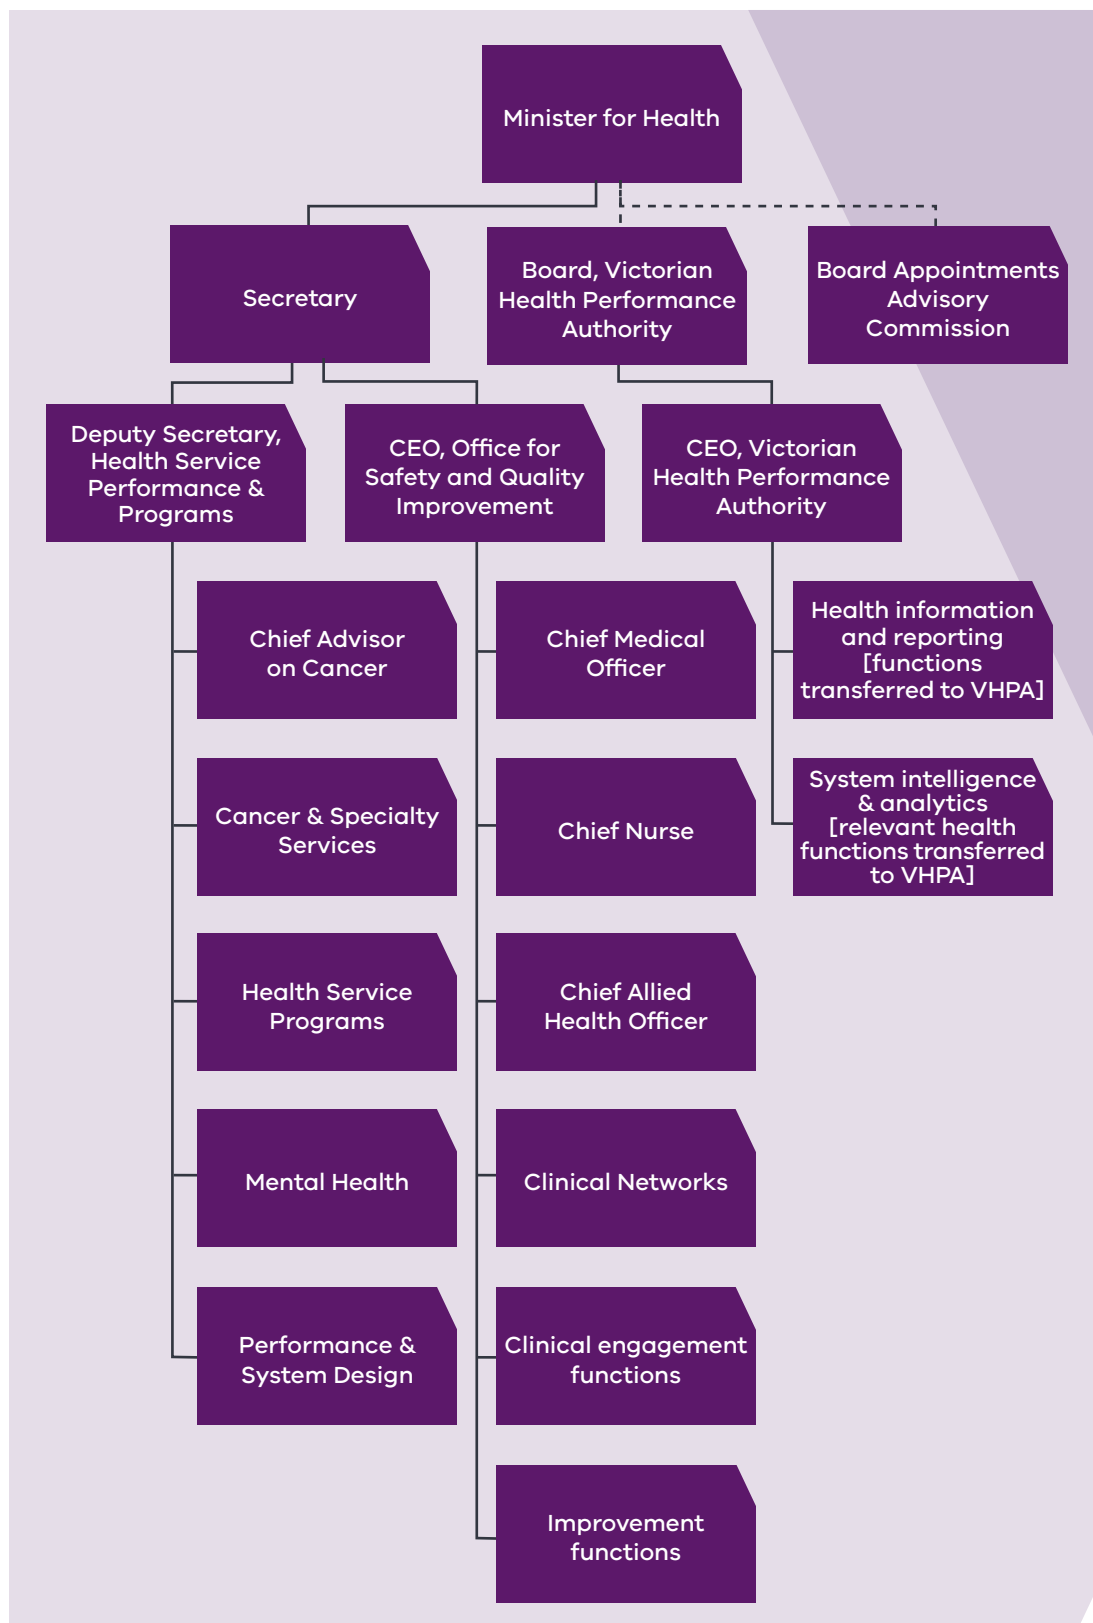 Minister for Health
Secretary
Board, Victorian
Health Performance
Authority
Board Appointments
Advisory
Commission
Deputy Secretary,
Health Service
Performance &
Programs
CEO, Office for
Safety and Quality
Improvement
CEO, Victorian
Health Performance
Authority
Chief Advisor
on Cancer
Chief Medical
Officer
Health information
and reporting
[functions
transferred to VHPA]
Cancer & Specialty
Services
Chief Nurse
System intelligence
& analytics
[relevant health
functions transferred
to VHPA]
Health Service
Programs
Chief Allied
Health Officer
Mental Health
Clinical Networks
Performance &
System Design
Clinical engagement
functions
Improvement
functions